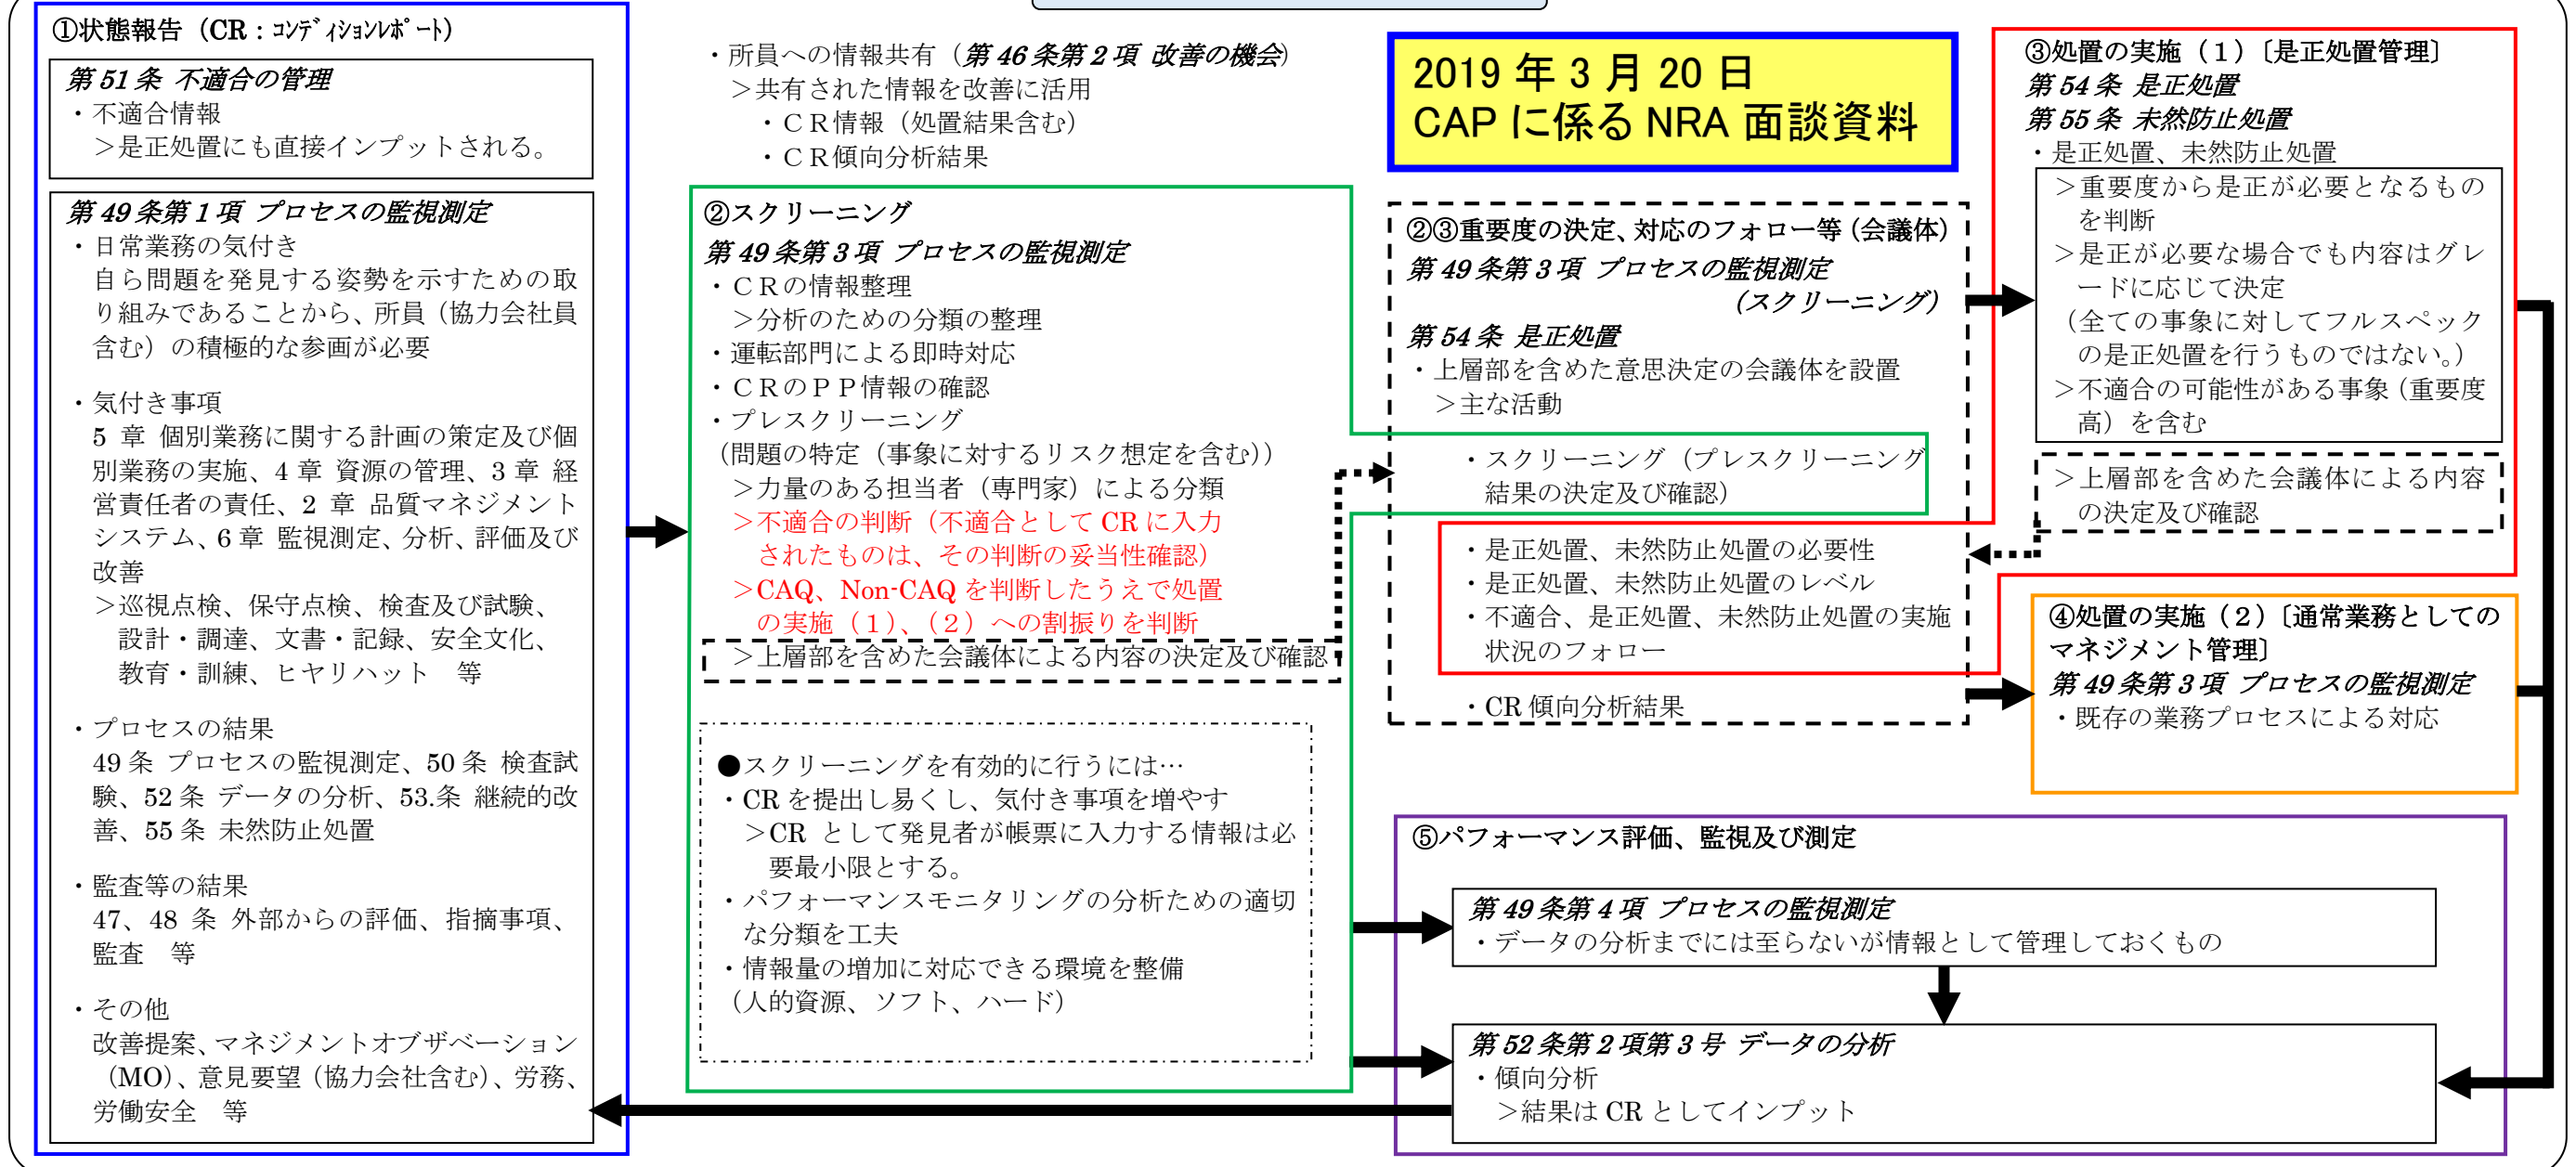 ①状態報告（CR：ｺﾝﾃﾞｨｼｮﾝﾚﾎﾟｰﾄ）
第 51 条 不適合の管理
・不適合情報
＞是正処置にも直接インプットされる。
第 49 条第 1 項 プロセスの監視測定
・日常業務の気付き
自ら問題を発見する姿勢を示すための取
り組みであることから、所員（協力会社員
含む）の積極的な参画が必要
・気付き事項
5 章 個別業務に関する計画の策定及び個
別業務の実施、4 章 資源の管理、3 章 経
営責任者の責任、2 章 品質マネジメント
システム、6 章 監視測定、分析、評価及び
改善
＞巡視点検、保守点検、検査及び試験、
設計・調達、文書・記録、安全文化、
教育・訓練、ヒヤリハット　等
・プロセスの結果
49 条 プロセスの監視測定、50 条 検査試
験、52 条 データの分析、53.条 継続的改
善、55 条 未然防止処置
・監査等の結果
47、48 条 外部からの評価、指摘事項、
監査　等
・その他
改善提案、マネジメントオブザベーション
（MO）、意見要望（協力会社含む）、労務、
労働安全　等
・所員への情報共有（第 46 条第 2 項 改善の機会）
＞共有された情報を改善に活用
・ＣＲ情報（処置結果含む）
・ＣＲ傾向分析結果
②スクリーニング
第 49 条第 3 項 プロセスの監視測定
・ＣＲの情報整理
＞分析のための分類の整理
・運転部門による即時対応
・ＣＲのＰＰ情報の確認
・プレスクリーニング
（問題の特定（事象に対するリスク想定を含む））
＞力量のある担当者（専門家）による分類
＞不適合の判断（不適合として CR に入力
されたものは、その判断の妥当性確認）
＞CAQ、Non-CAQ を判断したうえで処置
の実施（１）、（２）への割振りを判断
＞上層部を含めた会議体による内容の決定及び確認
●スクリーニングを有効的に行うには…
・CR を提出し易くし、気付き事項を増やす
＞CR として発見者が帳票に入力する情報は必
要最小限とする。
・パフォーマンスモニタリングの分析ための適切
な分類を工夫
・情報量の増加に対応できる環境を整備
（人的資源、ソフト、ハード）
2019 年 3 月 20 日
CAP に係る NRA 面談資料
②③重要度の決定、対応のフォロー等（会議体）
第 49 条第 3 項 プロセスの監視測定
（スクリーニング）
第 54 条 是正処置
・上層部を含めた意思決定の会議体を設置
＞主な活動
・スクリーニング（プレスクリーニング
結果の決定及び確認）
・是正処置、未然防止処置の必要性
・是正処置、未然防止処置のレベル
・不適合、是正処置、未然防止処置の実施
状況のフォロー
・CR 傾向分析結果
③処置の実施（１）〔是正処置管理〕
第 54 条 是正処置
第 55 条 未然防止処置
・是正処置、未然防止処置
＞重要度から是正が必要となるもの
を判断
＞是正が必要な場合でも内容はグレ
ードに応じて決定
（全ての事象に対してフルスペック
の是正処置を行うものではない。）
＞不適合の可能性がある事象（重要度
高）を含む
＞上層部を含めた会議体による内容
の決定及び確認
④処置の実施（２）〔通常業務としての
マネジメント管理〕
第 49 条第 3 項 プロセスの監視測定
・既存の業務プロセスによる対応
⑤パフォーマンス評価、監視及び測定
第 49 条第 4 項 プロセスの監視測定
・データの分析までには至らないが情報として管理しておくもの
第 52 条第 2 項第 3 号 データの分析
・傾向分析
＞結果は CR としてインプット